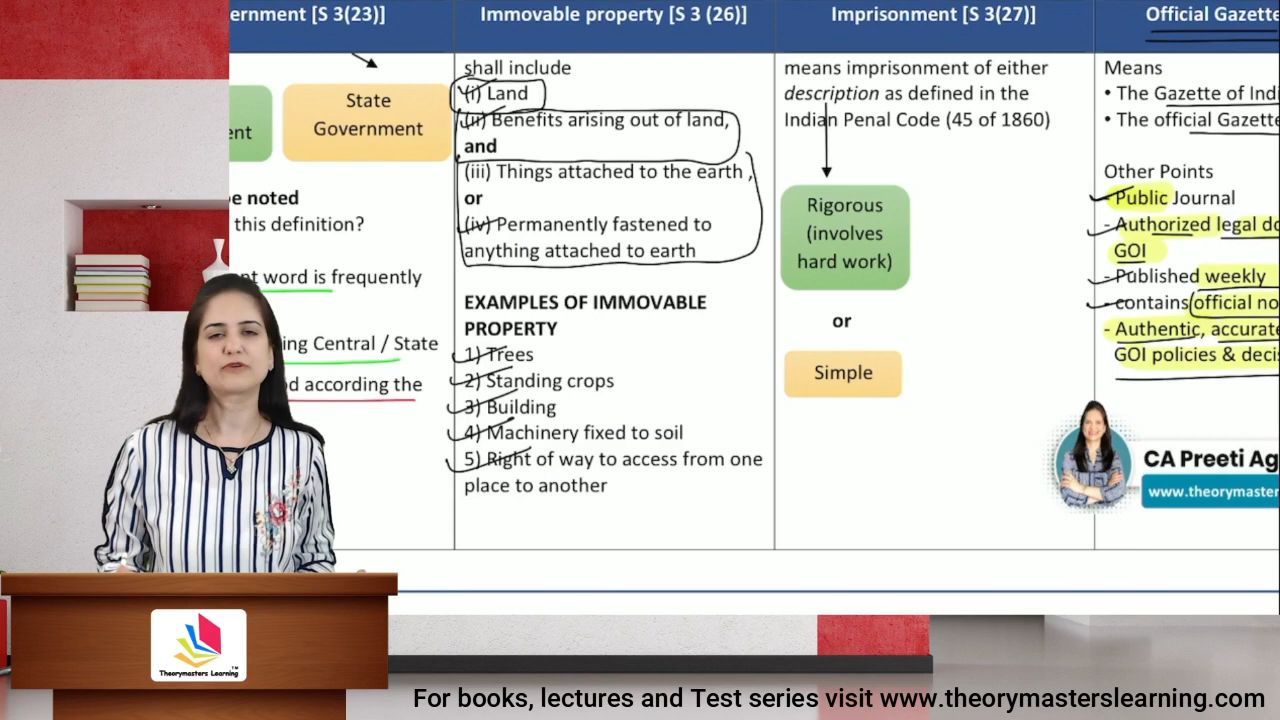 ernment [S 3(23)]
State
Government
ent
e noted
this definition?
nt word is frequently
ing Central / State
d according the
Immovable property [S 3 (26)]
shall include
(i) Land
(ii) Benefits arising out of land,
and
(iii) Things attached to the earth ,
or
(iv) Permanently fastened to
anything attached to earth
EXAMPLES OF IMMOVABLE
PROPERTY
1) Trees
2) Standing crops
3) Building
4) Machinery fixed to soil
5) Right of way to access from one
place to another
Imprisonment [S 3(27)]
means imprisonment of either
description as defined in the
Indian Penal Code (45 of 1860)
Rigorous
(involves
hard work)
or
Simple
Official Gazette
Means
• The Gazette of Indi
• The official Gazette
Other Points
- Public Journal
- Authorized legal do
GOI
- Published weekly
- contains official no
- Authentic, accurate
GOI policies & deci
CA Preeti Ag
www.theorymaster
Theorymasters Learning™
For books, lectures and Test series visit www.theorymasterslearning.com